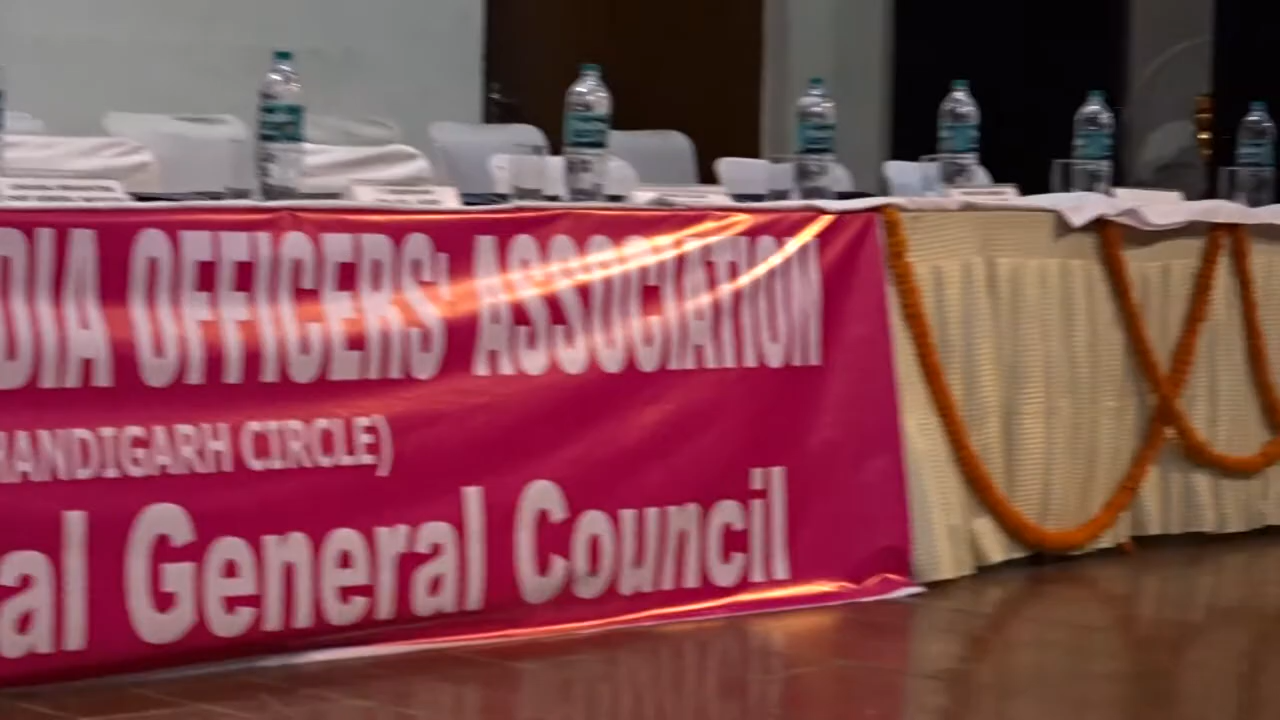 DIA OFFICERS' ASSOCIATION
HANDIGARH CIRCLE)
al General Council